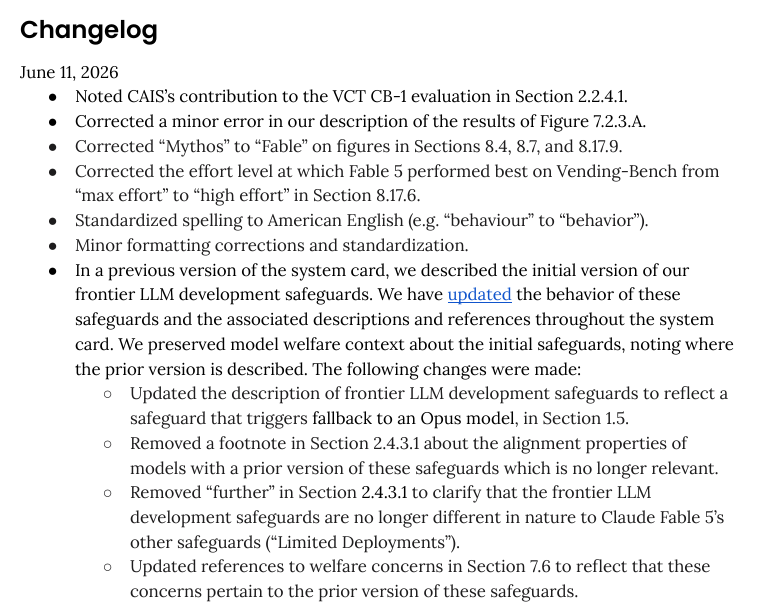 Changelog
June 11, 2026
● Noted CAIS’s contribution to the VCT CB-1 evaluation in Section 2.2.4.1.
● Corrected a minor error in our description of the results of Figure 7.2.3.A.
● Corrected “Mythos” to “Fable” on figures in Sections 8.4, 8.7, and 8.17.9.
● Corrected the effort level at which Fable 5 performed best on Vending-Bench from
“max effort” to “high effort” in Section 8.17.6.
● Standardized spelling to American English (e.g. “behaviour” to “behavior”).
● Minor formatting corrections and standardization.
● In a previous version of the system card, we described the initial version of our
frontier LLM development safeguards. We have updated the behavior of these
safeguards and the associated descriptions and references throughout the system
card. We preserved model welfare context about the initial safeguards, noting where
the prior version is described. The following changes were made:
○ Updated the description of frontier LLM development safeguards to reflect a
safeguard that triggers fallback to an Opus model, in Section 1.5.
○ Removed a footnote in Section 2.4.3.1 about the alignment properties of
models with a prior version of these safeguards which is no longer relevant.
○ Removed “further” in Section 2.4.3.1 to clarify that the frontier LLM
development safeguards are no longer different in nature to Claude Fable 5’s
other safeguards (“Limited Deployments”).
○ Updated references to welfare concerns in Section 7.6 to reflect that these
concerns pertain to the prior version of these safeguards.